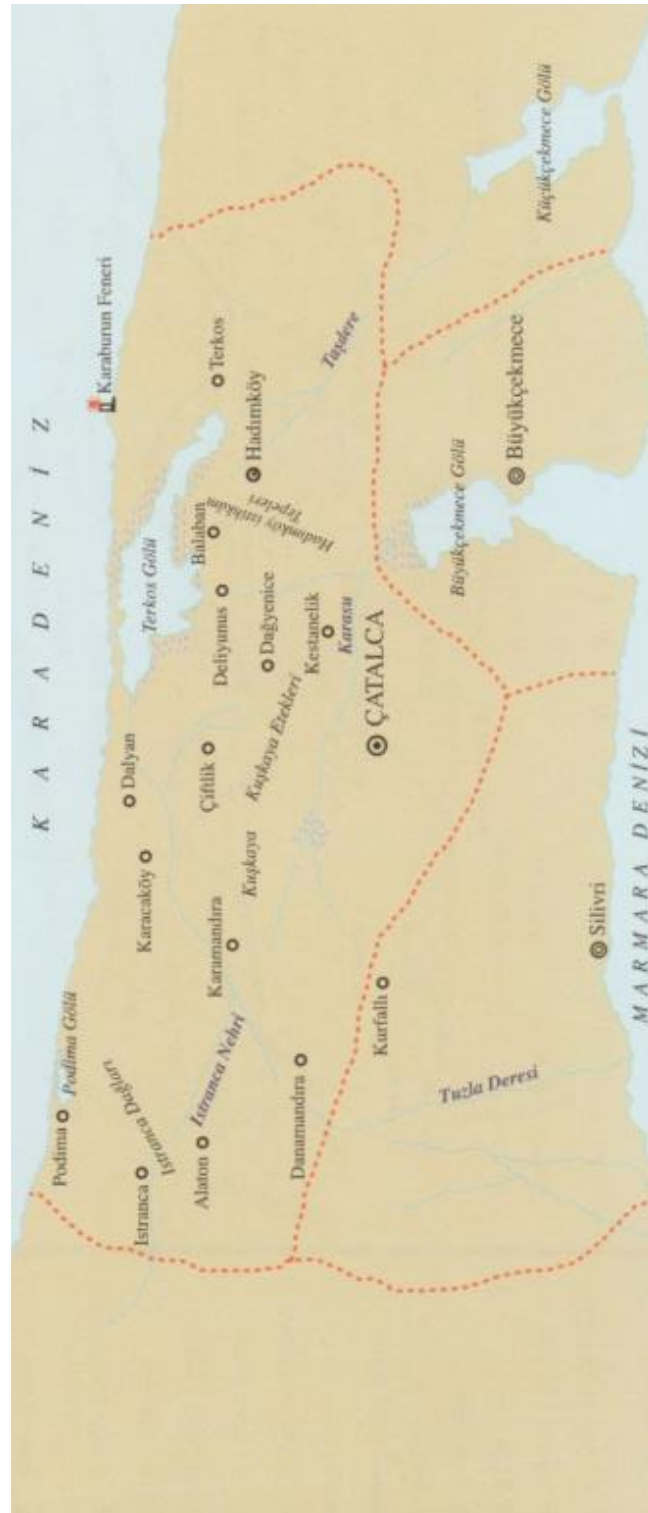 KARADENİZ
Karaburun Feneri
Podima
Podima Gölü
Istranca
Istranca Dağları
Karacaköy
Dalyan
Terkos Gölü
Terkos
Alaton
Istranca Nehri
Karamandıra
Çiftlik
Deliyunus
Balaban
Hadımköy
Hadımköy istihkâm
Tepeleri
Kuşkaya
Kuşkaya Etekleri
Dağyenice
Kestanelik
Karasu
Taşdere
Danamandıra
Kurfallı
ÇATALCA
Büyükçekmece Gölü
Büyükçekmece
Küçükçekmece Gölü
Tuzla Deresi
Silivri
MARMARA DENİZİ